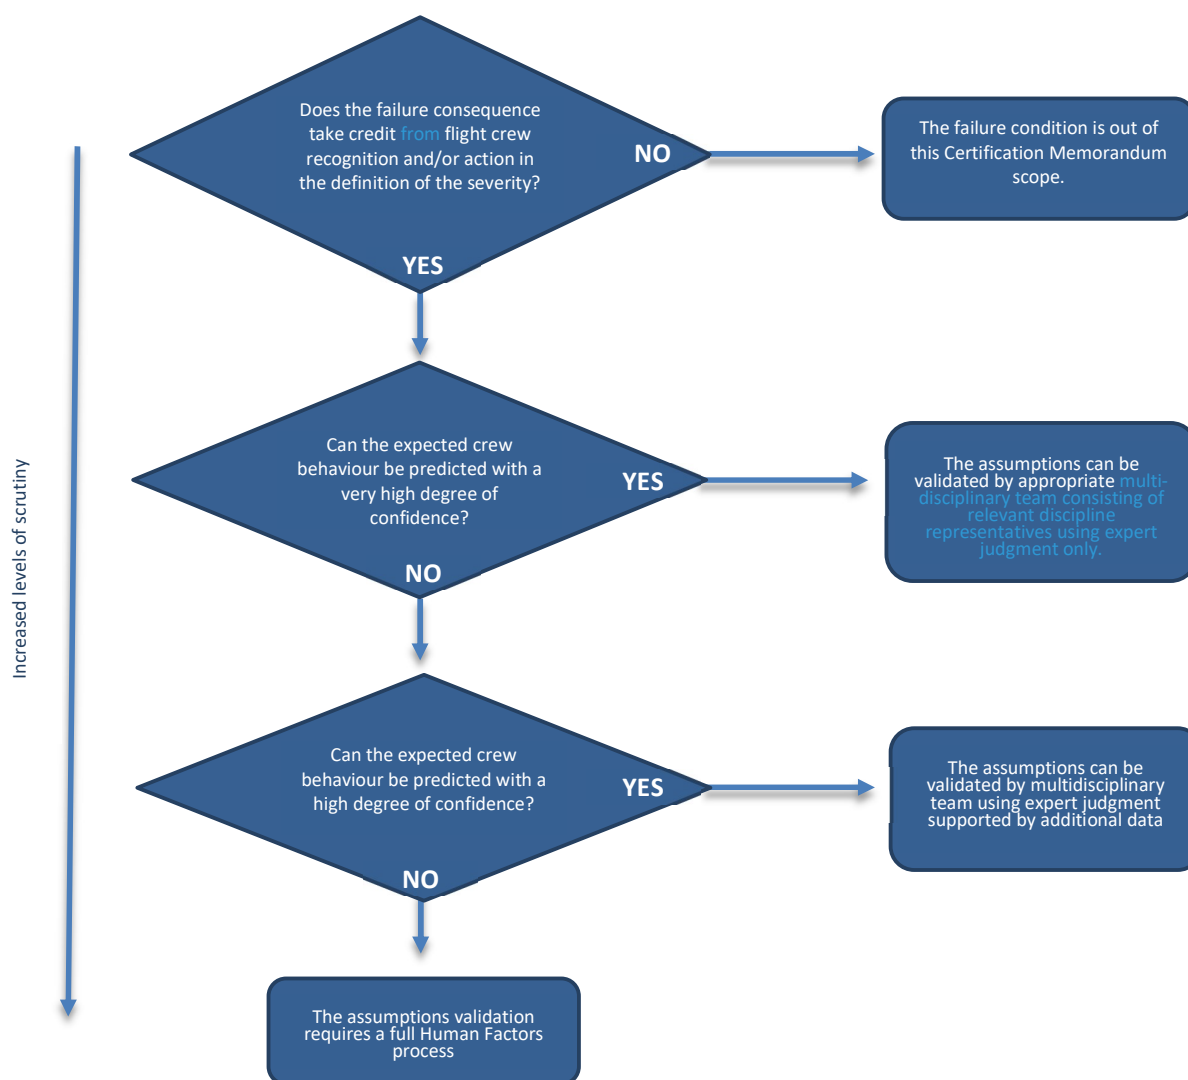 Does the failure consequence
take credit from flight crew
recognition and/or action in
the definition of the severity?
NO
YES
The failure condition is out of
this Certification Memorandum
scope.
Increased levels of scrutiny
Can the expected crew
behaviour be predicted with a
very high degree of
confidence?
YES
NO
The assumptions can be
validated by appropriate multi-
disciplinary team consisting of
relevant discipline
representatives using expert
judgment only.
Can the expected crew
behaviour be predicted with a
high degree of confidence?
YES
NO
The assumptions can be
validated by multidisciplinary
team using expert judgment
supported by additional data
The assumptions validation
requires a full Human Factors
process